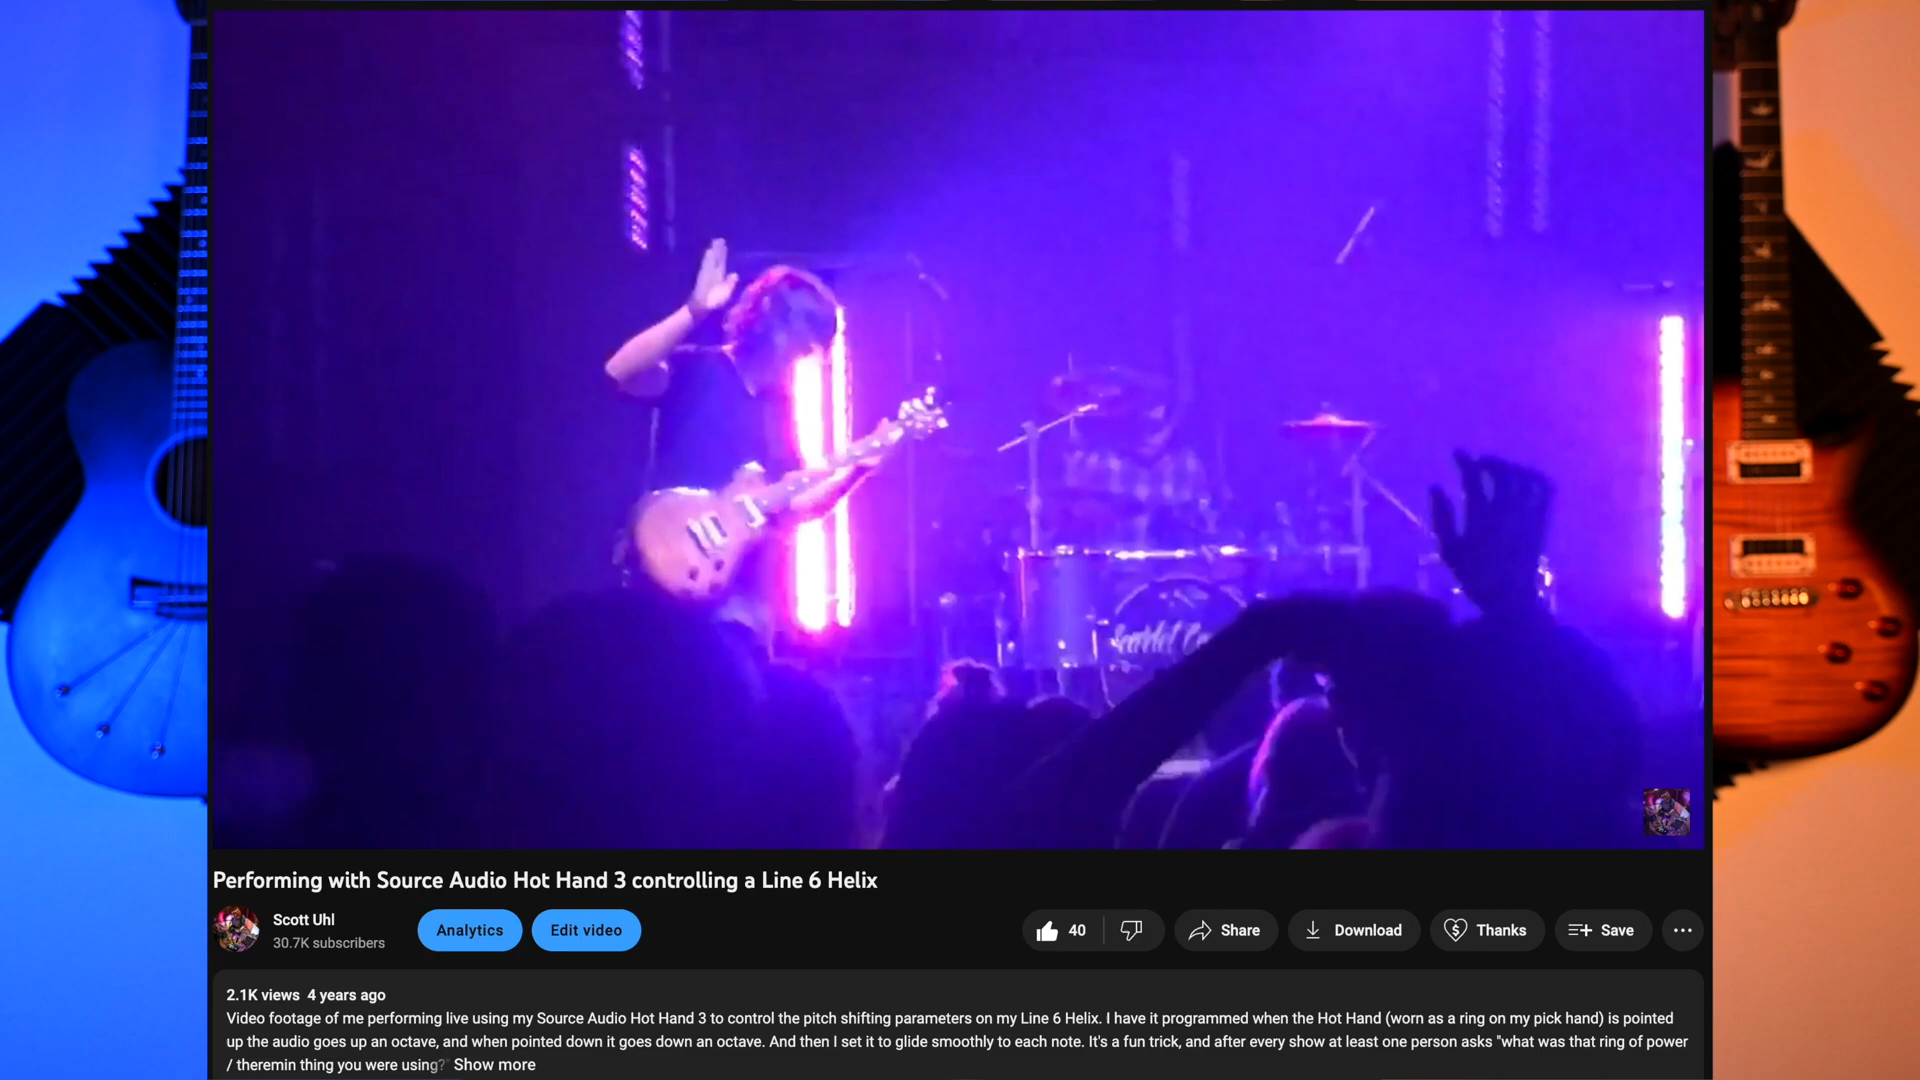 Performing with Source Audio Hot Hand 3 controlling a Line 6 Helix
Scott Uhl
30.7K subscribers
Analytics
Edit video
40
Share
Download
Thanks
Save
2.1K views 4 years ago
Video footage of me performing live using my Source Audio Hot Hand 3 to control the pitch shifting parameters on my Line 6 Helix. I have it programmed when the Hot Hand (worn as a ring on my pick hand) is pointed
up the audio goes up an octave, and when pointed down it goes down an octave. And then I set it to glide smoothly to each note. It's a fun trick, and after every show at least one person asks "what was that ring of power
/ theremin thing you were using?" Show more